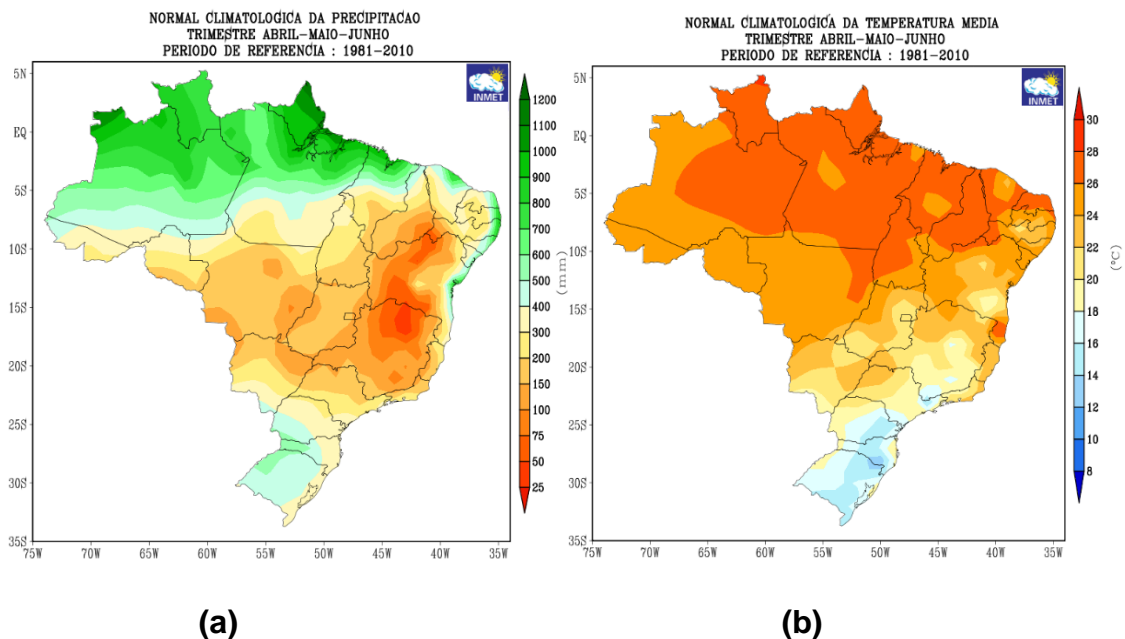 NORMAL CLIMATOLOGICA DA PRECIPITACAO
TRIMESTRE ABRIL-MAIO-JUNHO
PERIODO DE REFERENCIA : 1981-2010
INMET
5N
EQ
5S
10S
15S
20S
25S
30S
35S
75W
70W
65W
60W
55W
50W
45W
40W
35W
1200
1100
1000
900
800
700
600
500
400
300
200
150
100
75
50
25
(mm)
(a)
NORMAL CLIMATOLOGICA DA TEMPERATURA MEDIA
TRIMESTRE ABRIL-MAIO-JUNHO
PERIODO DE REFERENCIA : 1981-2010
INMET
5N
EQ
5S
10S
15S
20S
25S
30S
35S
75W
70W
65W
60W
55W
50W
45W
40W
35W
30
28
26
24
22
20
18
16
14
12
10
8
(°C)
(b)